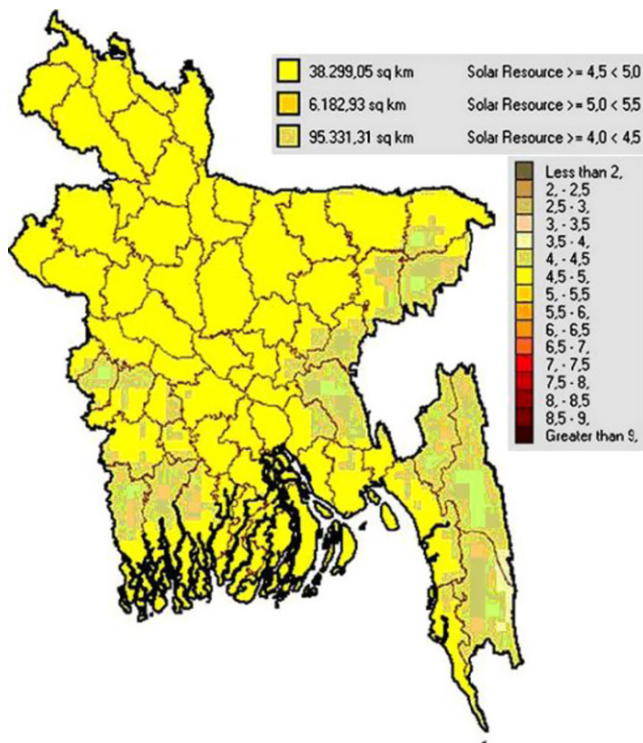 38.299,05 sq km Solar Resource >= 4,5 < 5,0
6.182,93 sq km Solar Resource >= 5,0 < 5,5
95.331,31 sq km Solar Resource >= 4,0 < 4,5
Less than 2,
2, - 2,5
2,5 - 3,
3, - 3,5
3,5 - 4,
4, - 4,5
4,5 - 5,
5, - 5,5
5,5 - 6,
6, - 6,5
6,5 - 7,
7, - 7,5
7,5 - 8,
8, - 8,5
8,5 - 9,
Greater than 9,